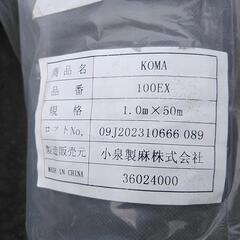 商品名 KOMA
品番 100EX
規格 1.0m×50m
ロットNo. 09J202310666 089
製造販売元 小泉製麻株式会社
MADE IN CHINA 36024000